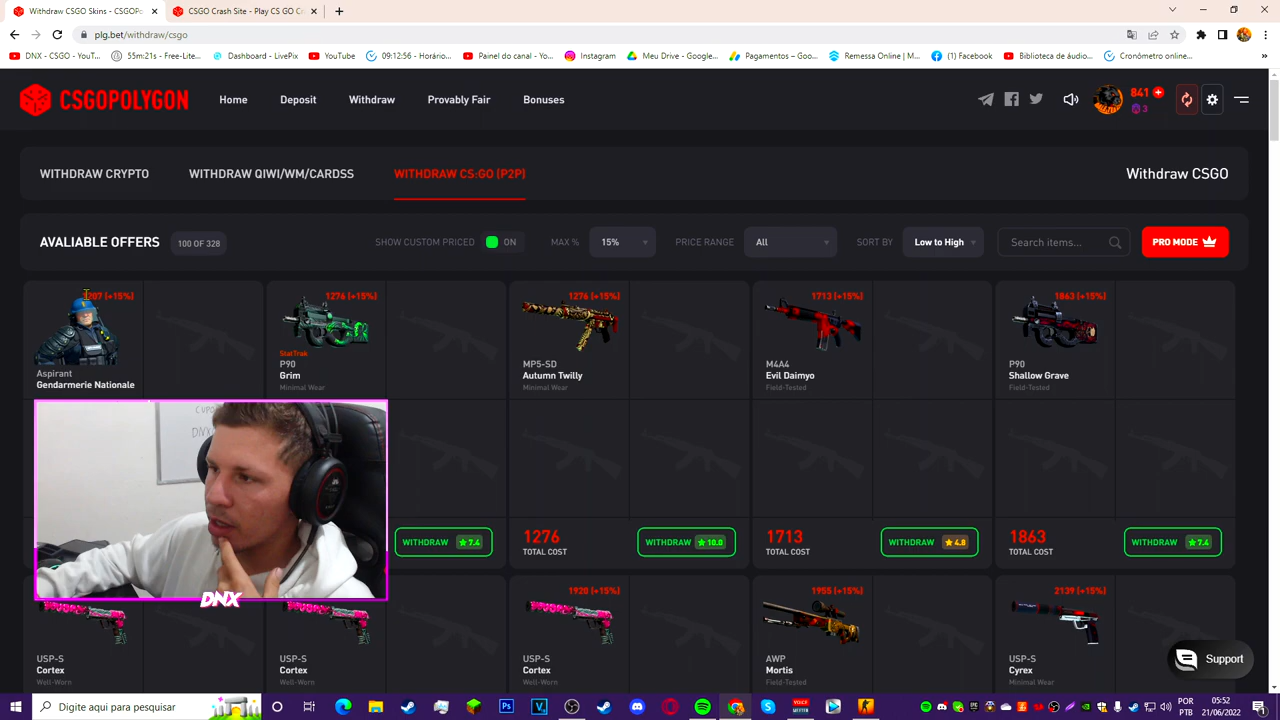 Withdraw CSGO Skins - CSGOPo
CSGO Crash Site - Play CS GO C
plg.bet/withdraw/csgo
DNX - CSGO - YouT...
55m21s - Free-Lite...
Dashboard - LivePix
YouTube
09:12:56 - Horário...
Painel do canal - Yo...
Instagram
Meu Drive - Google...
Pagamentos – Goo...
Remessa Online | M...
(1) Facebook
Biblioteca de áudio...
Cronómetro online...
CSGOPOLYGON
Home
Deposit
Withdraw
Provably Fair
Bonuses
841
3
WITHDRAW CRYPTO
WITHDRAW QIWI/WM/CARDSS
WITHDRAW CS:GO (P2P)
Withdraw CSGO
AVALIABLE OFFERS
100 OF 328
SHOW CUSTOM PRICED
ON
MAX %
15%
PRICE RANGE
All
SORT BY
Low to High
Search items...
PRO MODE
(+15%)
Aspirant
Gendarmerie Nationale
1276 (+15%)
StatTrak
P90
Grim
Minimal Wear
1276 (+15%)
MP5-SD
Autumn Twilly
Minimal Wear
1713 (+15%)
M4A4
Evil Daimyo
Field-Tested
1863 (+15%)
P90
Shallow Grave
Field-Tested
WITHDRAW 7.4
1276
TOTAL COST
WITHDRAW 10.0
1713
TOTAL COST
WITHDRAW 4.8
1863
TOTAL COST
WITHDRAW 7.4
DNX
USP-S
Cortex
Well-Worn
USP-S
Cortex
Well-Worn
1920 (+15%)
USP-S
Cortex
Well-Worn
1955 (+15%)
AWP
Mortis
Field-Tested
2139 (+15%)
USP-S
Cyrex
Minimal Wear
Support
Digite aqui para pesquisar
POR
PTB
05:52
21/06/2022